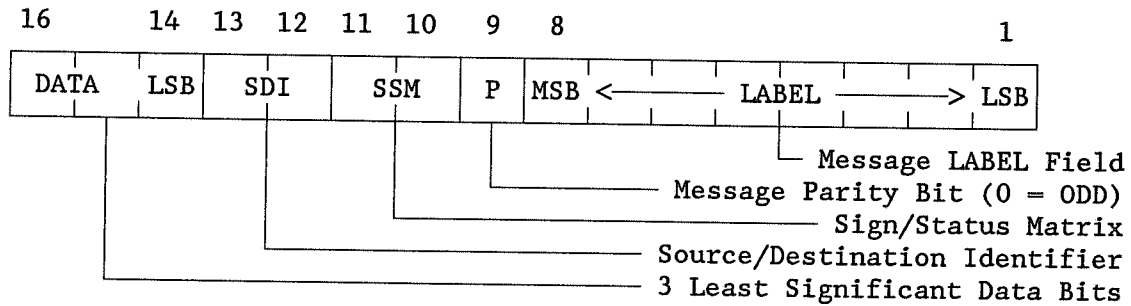 16 14 13 12 11 10 9 8 1
DATA LSB SDI SSM P MSB <── LABEL ──> LSB
Message LABEL Field
Message Parity Bit (0 = ODD)
Sign/Status Matrix
Source/Destination Identifier
3 Least Significant Data Bits